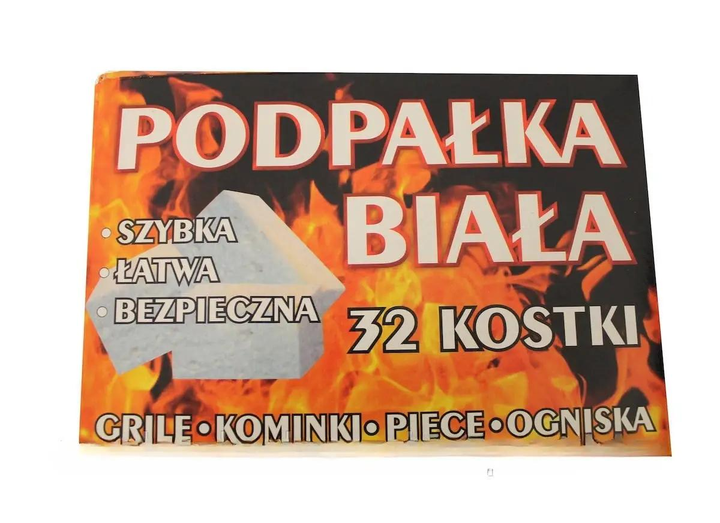 PODPAŁKA
BIAŁA
• SZYBKA
• ŁATWA
• BEZPIECZNA
32 KOSTKI
GRILE • KOMINKI • PIECE • OGNISKA